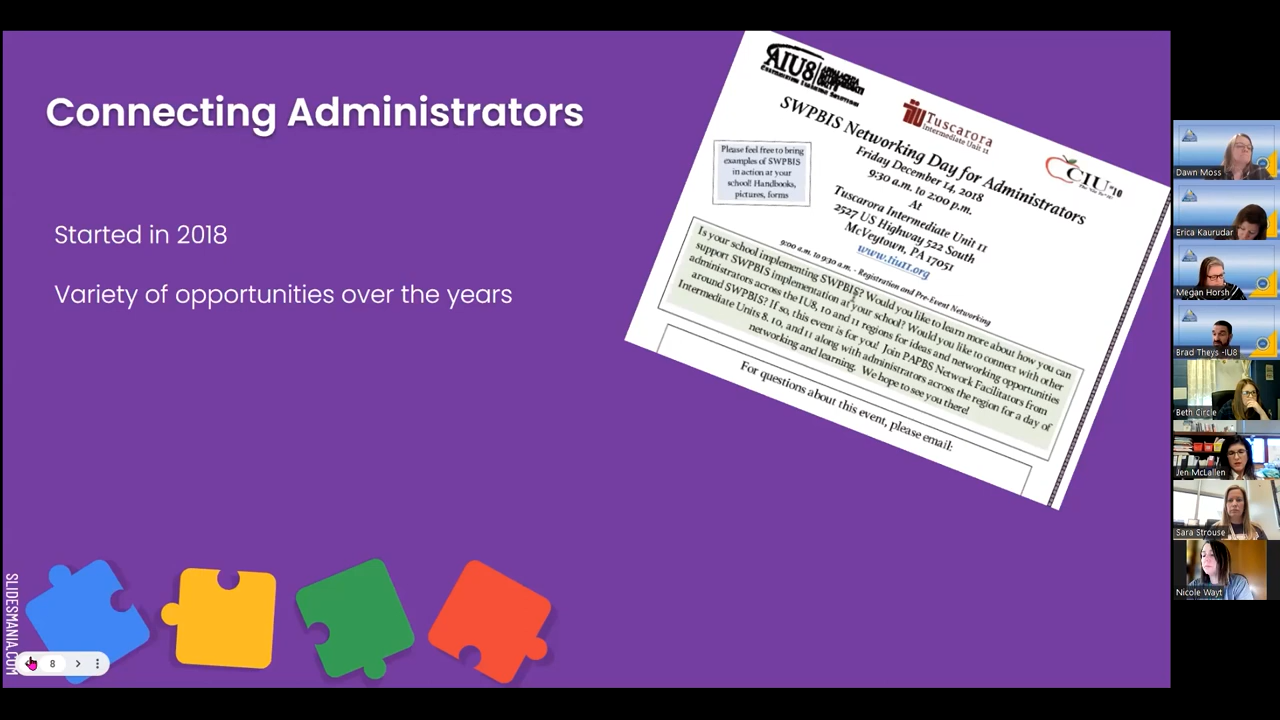 Connecting Administrators
Started in 2018
Variety of opportunities over the years
AIU8
Tuscarora
Intermediate Unit 11
CIU #10
SWPBIS Networking Day for Administrators
Friday December 14, 2018
9:30 a.m. to 2:00 p.m.
At
Tuscarora Intermediate Unit 11
2527 US Highway 522 South
McVeytown, PA 17051
www.tiu11.org
9:00 a.m. to 9:30 a.m. - Registration and Pre-Event Networking
Please feel free to bring
examples of SWPBIS
in action at your
school! Handbooks,
pictures, forms
Is your school implementing SWPBIS? Would you like to learn more about how you can
support SWPBIS implementation at your school? Would you like to connect with other
administrators across the IU8, 10 and 11 regions for ideas and networking opportunities
around SWPBIS? If so, this event is for you! Join PAPBS Network Facilitators from
Intermediate Units 8, 10, and 11 along with administrators across the region for a day of
networking and learning. We hope to see you there!
For questions about this event, please email:
SLIDESMANIA.COM
8
Dawn Moss
Erica Kaurudar
Megan Horsh
Brad Theys -IU8
Beth Circle
Jen McLallen
Sara Strouse
Nicole Wayt